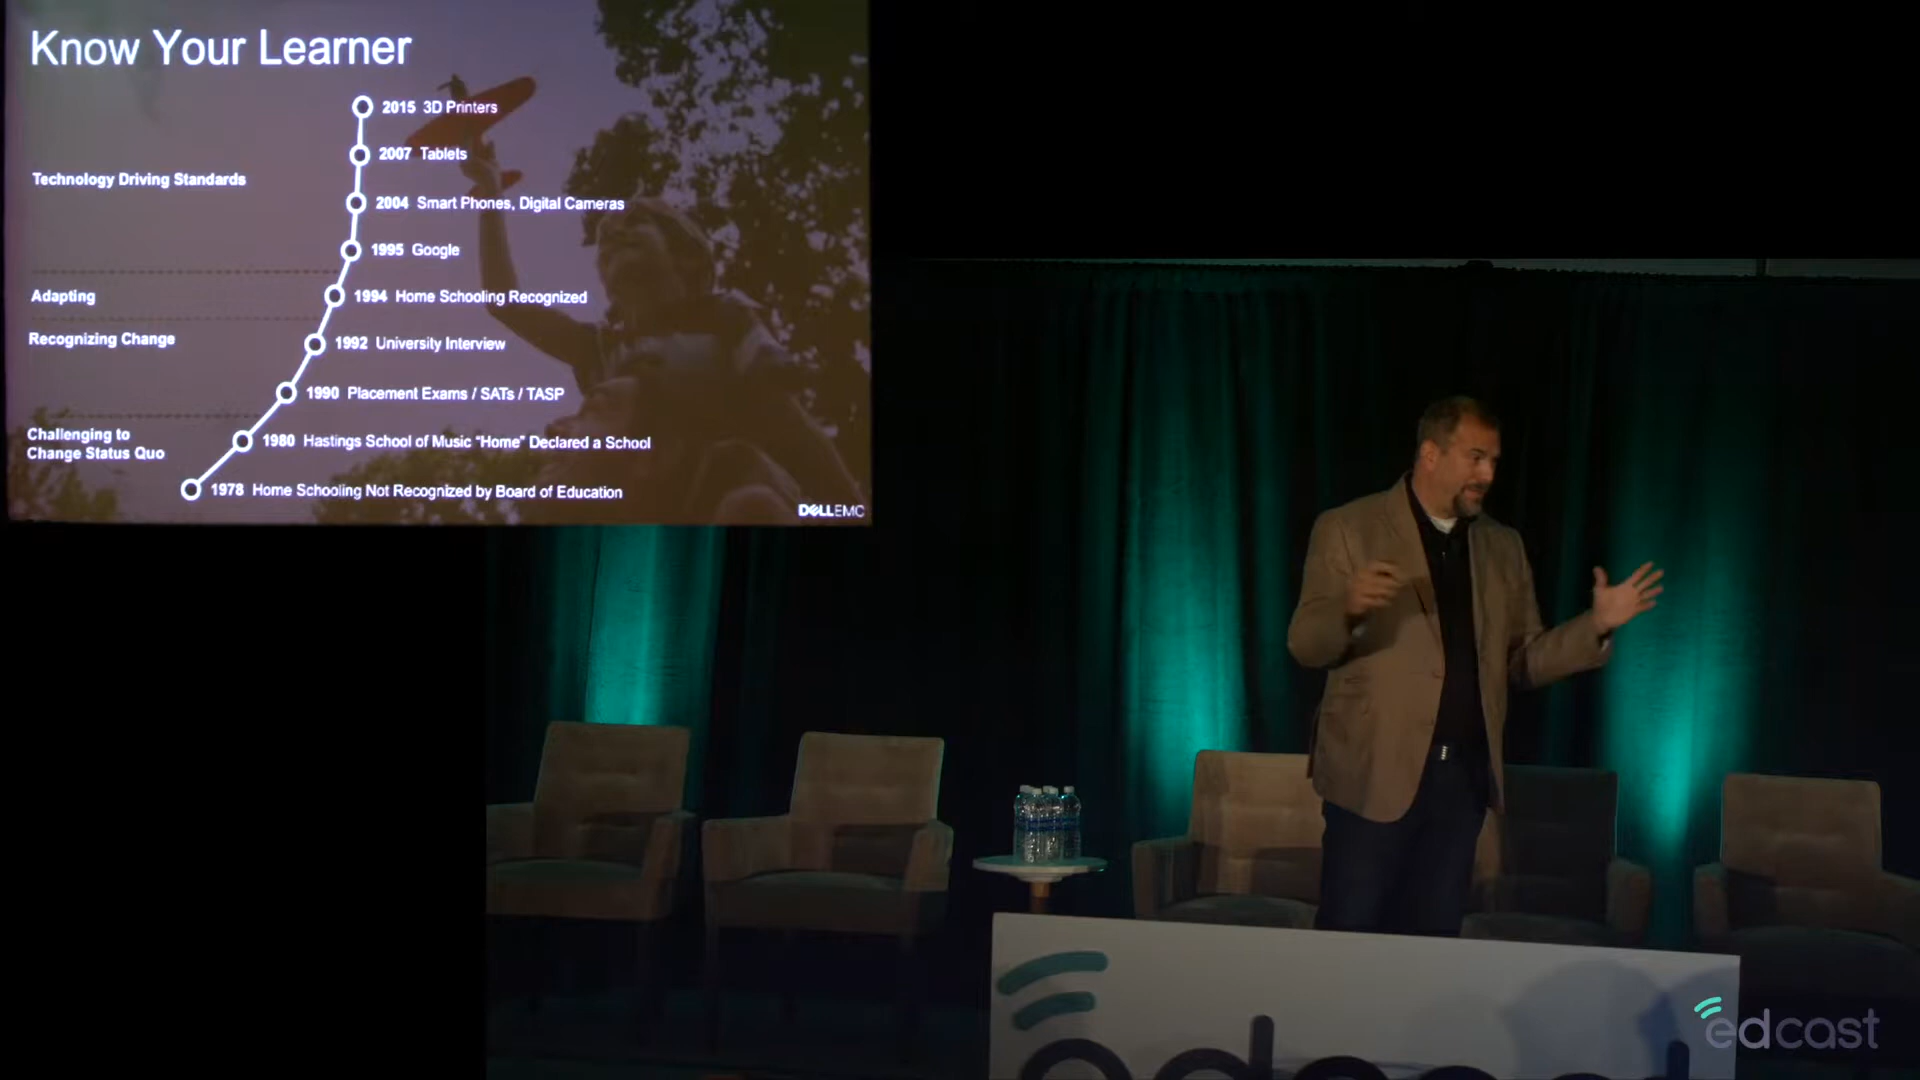 Know Your Learner
2015 3D Printers
2007 Tablets
Technology Driving Standards
2004 Smart Phones, Digital Cameras
1995 Google
Adapting
1994 Home Schooling Recognized
Recognizing Change
1992 University Interview
1990 Placement Exams / SATs / TASP
Challenging to
Change Status Quo
1980 Hastings School of Music “Home” Declared a School
1978 Home Schooling Not Recognized by Board of Education
DELLEMC
edcast